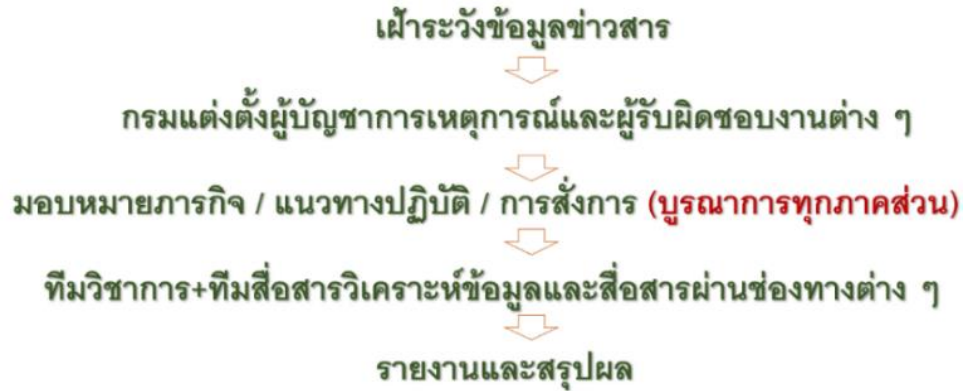 เฝ้าระวังข้อมูลข่าวสาร
กรมแต่งตั้งผู้บัญชาการเหตุการณ์และผู้รับผิดชอบงานต่าง ๆ
มอบหมายภารกิจ / แนวทางปฏิบัติ / การสั่งการ (บูรณาการทุกภาคส่วน)
ทีมวิชาการ+ทีมสื่อสารวิเคราะห์ข้อมูลและสื่อสารผ่านช่องทางต่าง ๆ
รายงานและสรุปผล